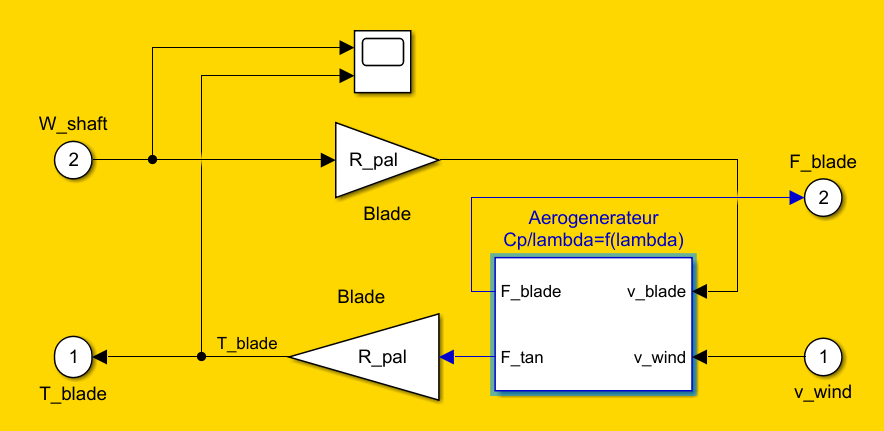 W_shaft
2
R_pal
Blade
F_blade
2
Aerogenerateur
Cp/lambda=f(lambda)
F_blade
v_blade
F_tan
v_wind
Blade
R_pal
T_blade
1
T_blade
1
v_wind